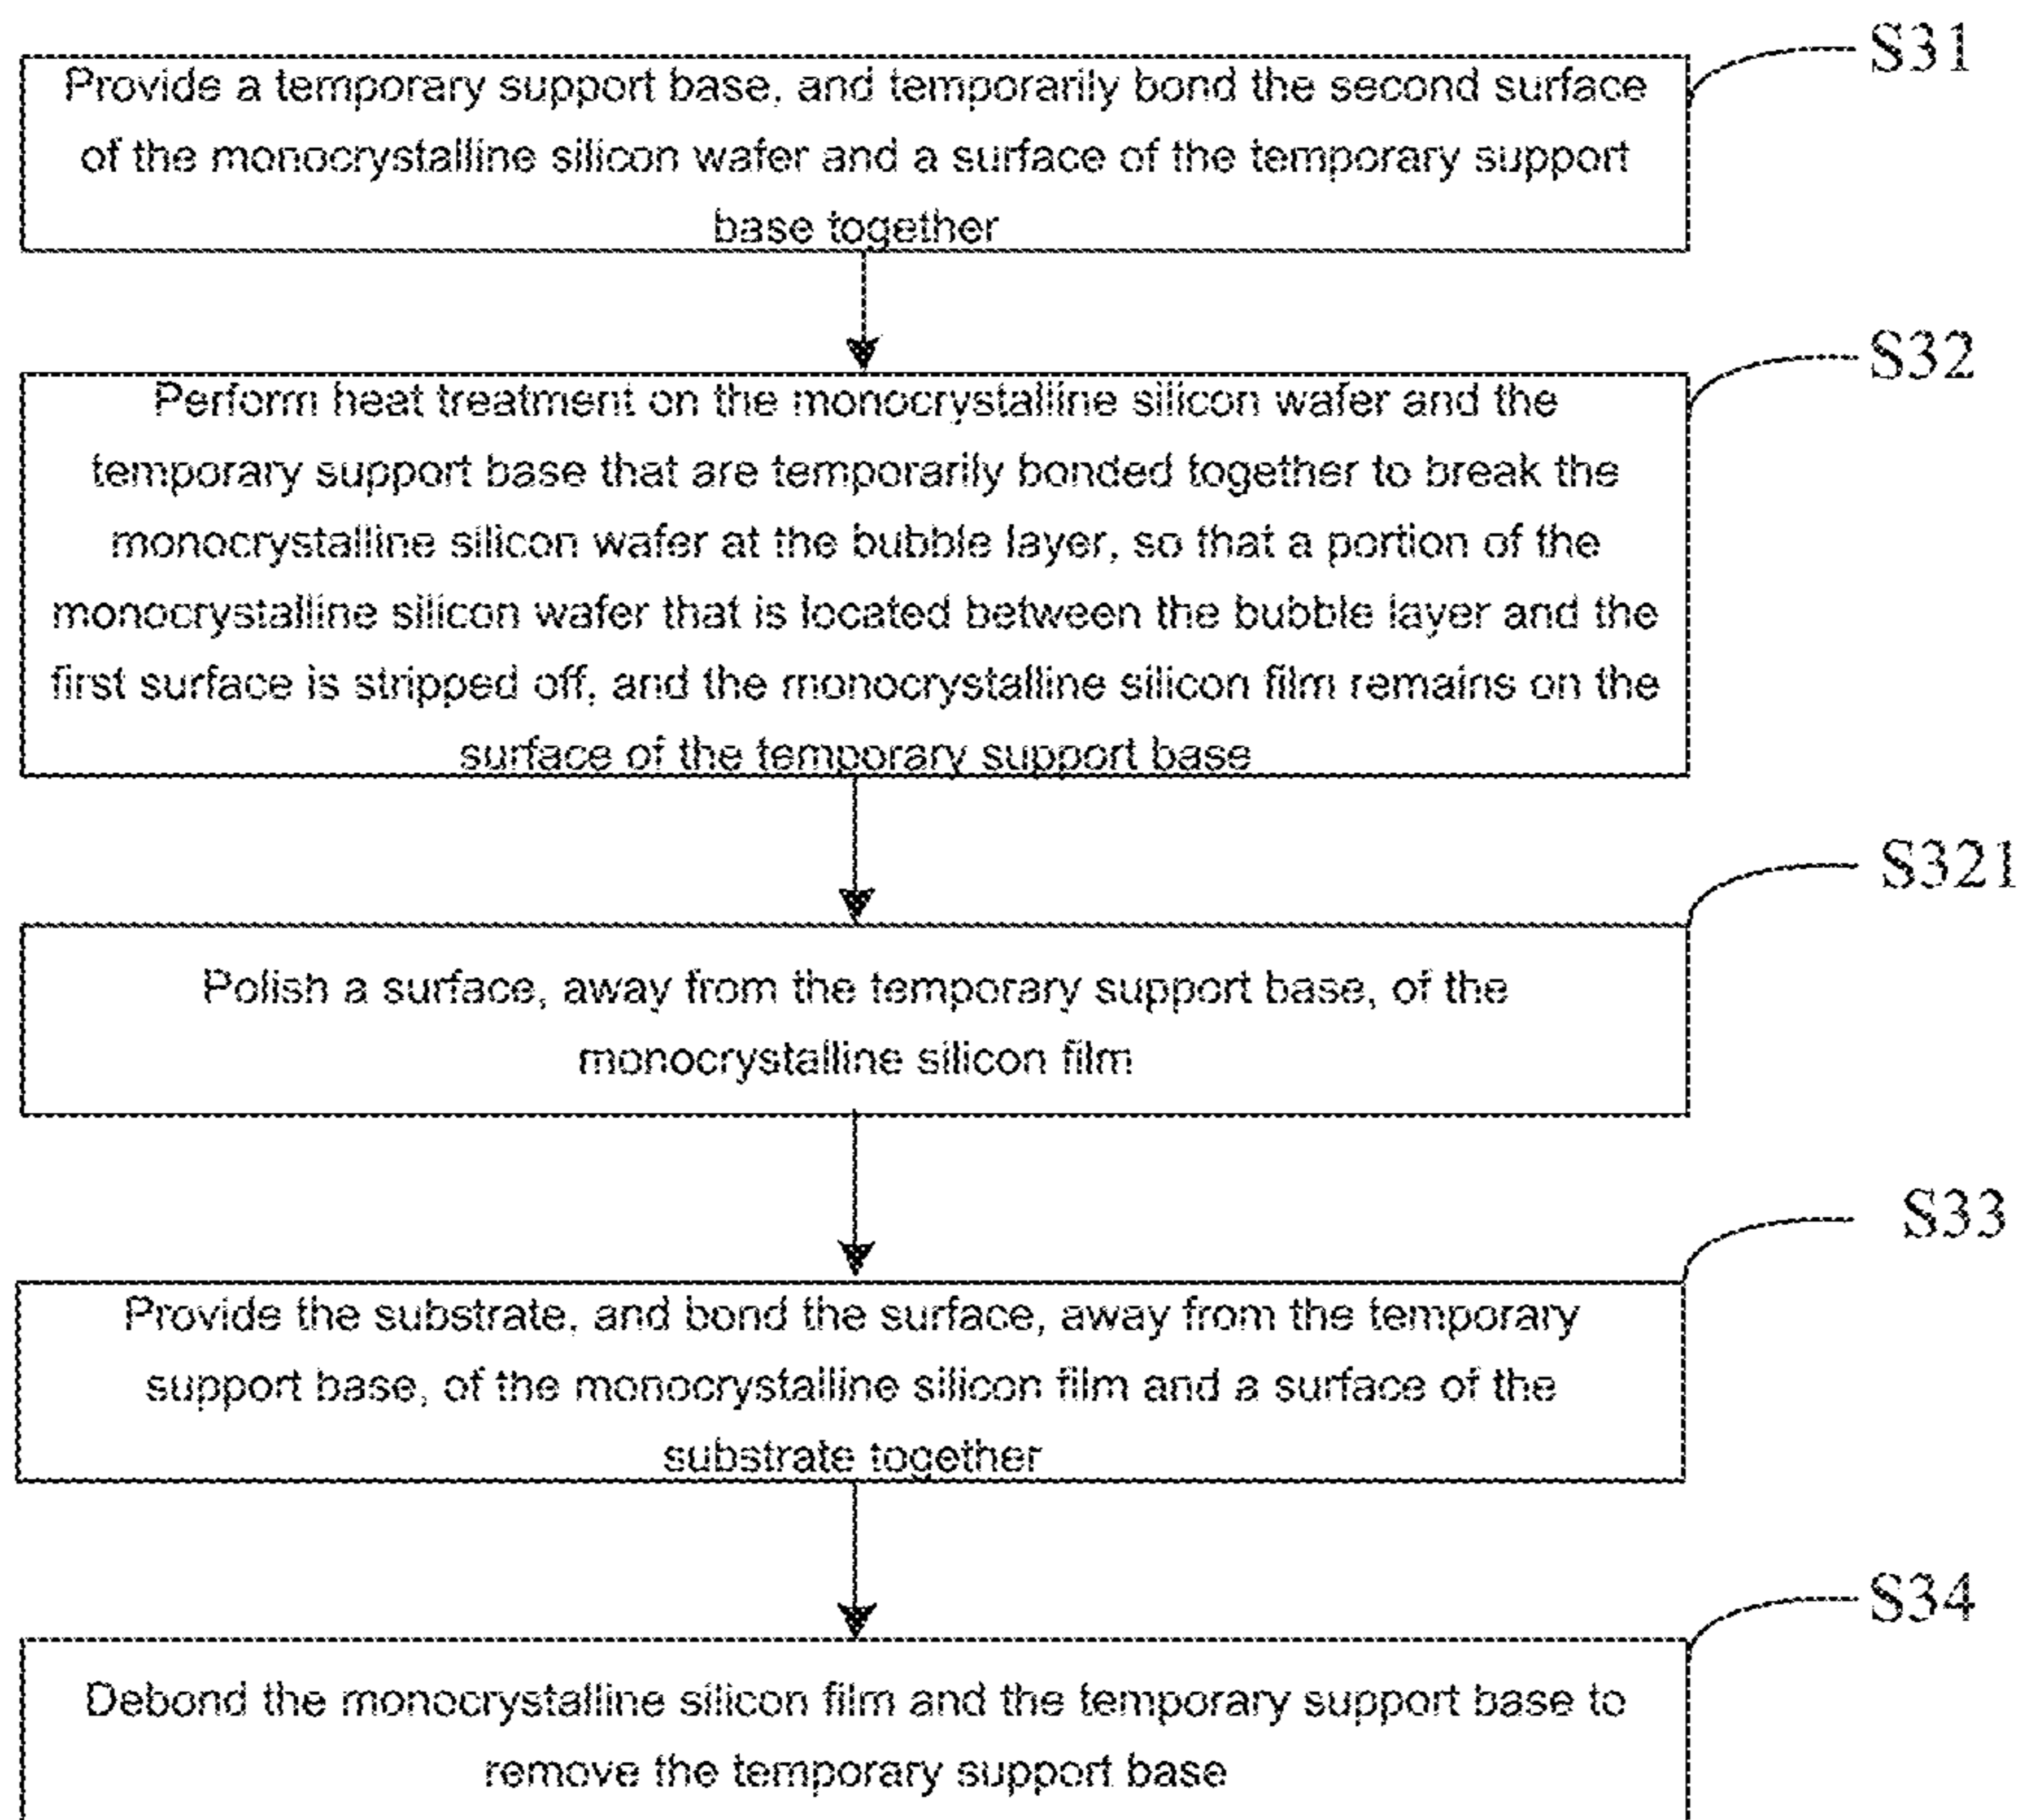 S31
Provide a temporary support base, and temporarily bond the second surface
of the monocrystalline silicon wafer and a surface of the temporary support
base together
S32
Perform heat treatment on the monocrystalline silicon wafer and the
temporary support base that are temporarily bonded together to break the
monocrystalline silicon wafer at the bubble layer, so that a portion of the
monocrystalline silicon wafer that is located between the bubble layer and the
first surface is stripped off, and the monocrystalline silicon film remains on the
surface of the temporary support base
S321
Polish a surface, away from the temporary support base, of the
monocrystalline silicon film
S33
Provide the substrate, and bond the surface, away from the temporary
support base, of the monocrystalline silicon film and a surface of the
substrate together
S34
Debond the monocrystalline silicon film and the temporary support base to
remove the temporary support base